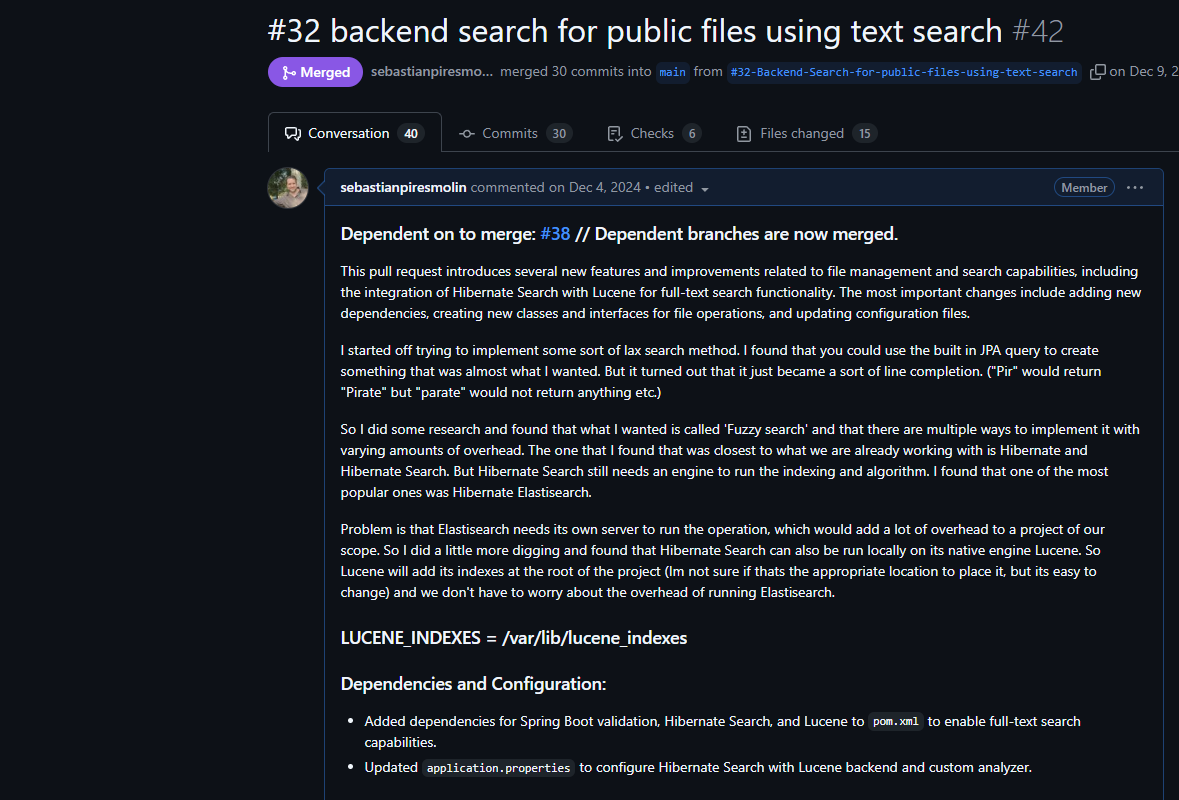 #32 backend search for public files using text search #42
Merged sebastianpiresmo... merged 30 commits into main from #32-Backend-Search-for-public-files-using-text-search on Dec 9, 2
Conversation 40 Commits 30 Checks 6 Files changed 15
sebastianpiresmolin commented on Dec 4, 2024 • edited Member ...
Dependent on to merge: #38 // Dependent branches are now merged.
This pull request introduces several new features and improvements related to file management and search capabilities, including
the integration of Hibernate Search with Lucene for full-text search functionality. The most important changes include adding new
dependencies, creating new classes and interfaces for file operations, and updating configuration files.
I started off trying to implement some sort of lax search method. I found that you could use the built in JPA query to create
something that was almost what I wanted. But it turned out that it just became a sort of line completion. ("Pir" would return
"Pirate" but "parate" would not return anything etc.)
So I did some research and found that what I wanted is called 'Fuzzy search' and that there are multiple ways to implement it with
varying amounts of overhead. The one that I found that was closest to what we are already working with is Hibernate and
Hibernate Search. But Hibernate Search still needs an engine to run the indexing and algorithm. I found that one of the most
popular ones was Hibernate Elastisearch.
Problem is that Elastisearch needs its own server to run the operation, which would add a lot of overhead to a project of our
scope. So I did a little more digging and found that Hibernate Search can also be run locally on its native engine Lucene. So
Lucene will add its indexes at the root of the project (Im not sure if thats the appropriate location to place it, but its easy to
change) and we don't have to worry about the overhead of running Elastisearch.
LUCENE_INDEXES = /var/lib/lucene_indexes
Dependencies and Configuration:
• Added dependencies for Spring Boot validation, Hibernate Search, and Lucene to pom.xml to enable full-text search
capabilities.
• Updated application.properties to configure Hibernate Search with Lucene backend and custom analyzer.